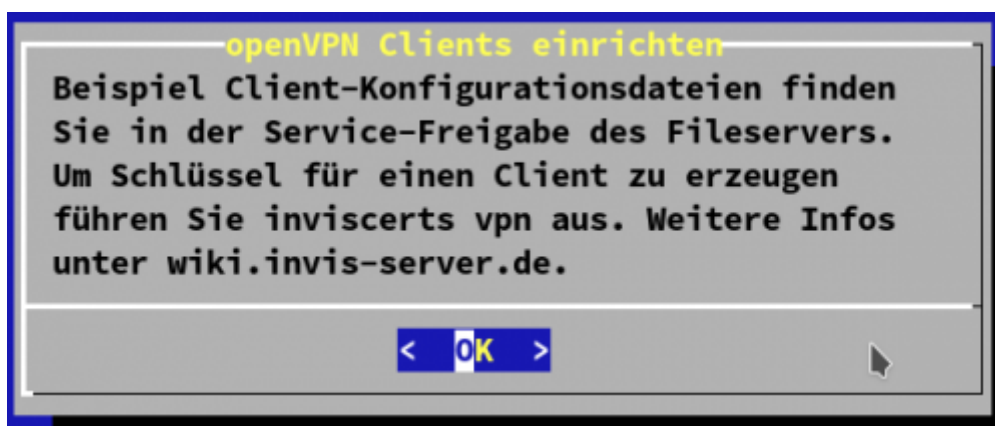 openVPN Clients einrichten
Beispiel Client-Konfigurationsdateien finden
Sie in der Service-Freigabe des Fileservers.
Um Schlüssel für einen Client zu erzeugen
führen Sie inviscerts vpn aus. Weitere Infos
unter wiki.invis-server.de.
< OK >